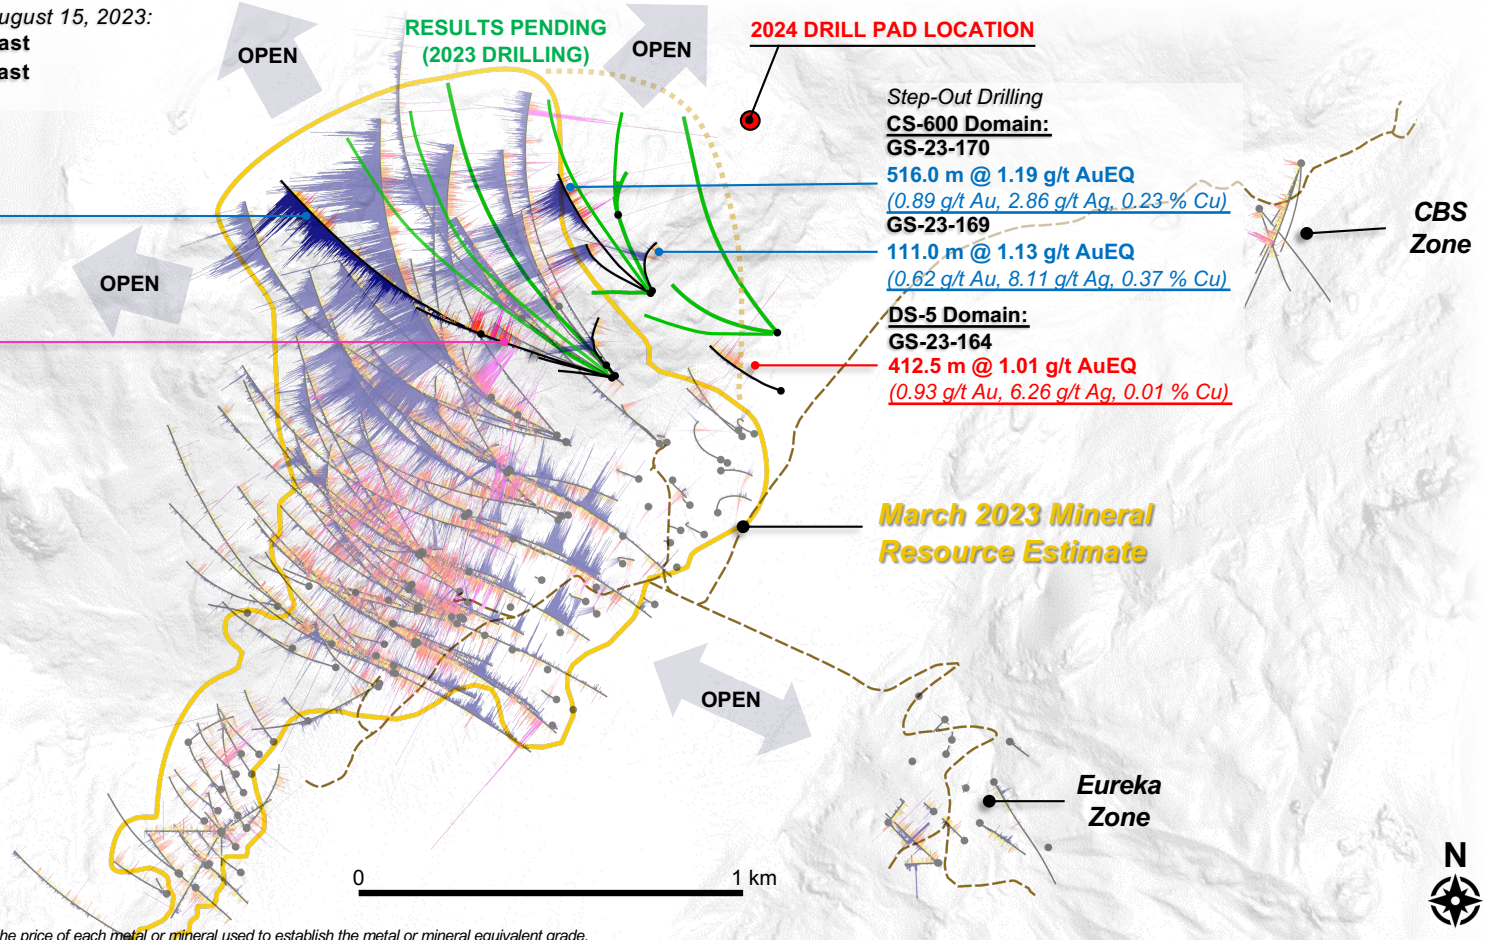 ugust 15, 2023:
ast
ast
OPEN
RESULTS PENDING
(2023 DRILLING)
OPEN
2024 DRILL PAD LOCATION
Step-Out Drilling
CS-600 Domain:
GS-23-170
516.0 m @ 1.19 g/t AuEQ
(0.89 g/t Au, 2.86 g/t Ag, 0.23 % Cu)
GS-23-169
111.0 m @ 1.13 g/t AuEQ
(0.62 g/t Au, 8.11 g/t Ag, 0.37 % Cu)
DS-5 Domain:
GS-23-164
412.5 m @ 1.01 g/t AuEQ
(0.93 g/t Au, 6.26 g/t Ag, 0.01 % Cu)
CBS
Zone
OPEN
March 2023 Mineral
Resource Estimate
OPEN
Eureka
Zone
N
0
1 km
he price of each metal or mineral used to establish the metal or mineral equivalent grade.